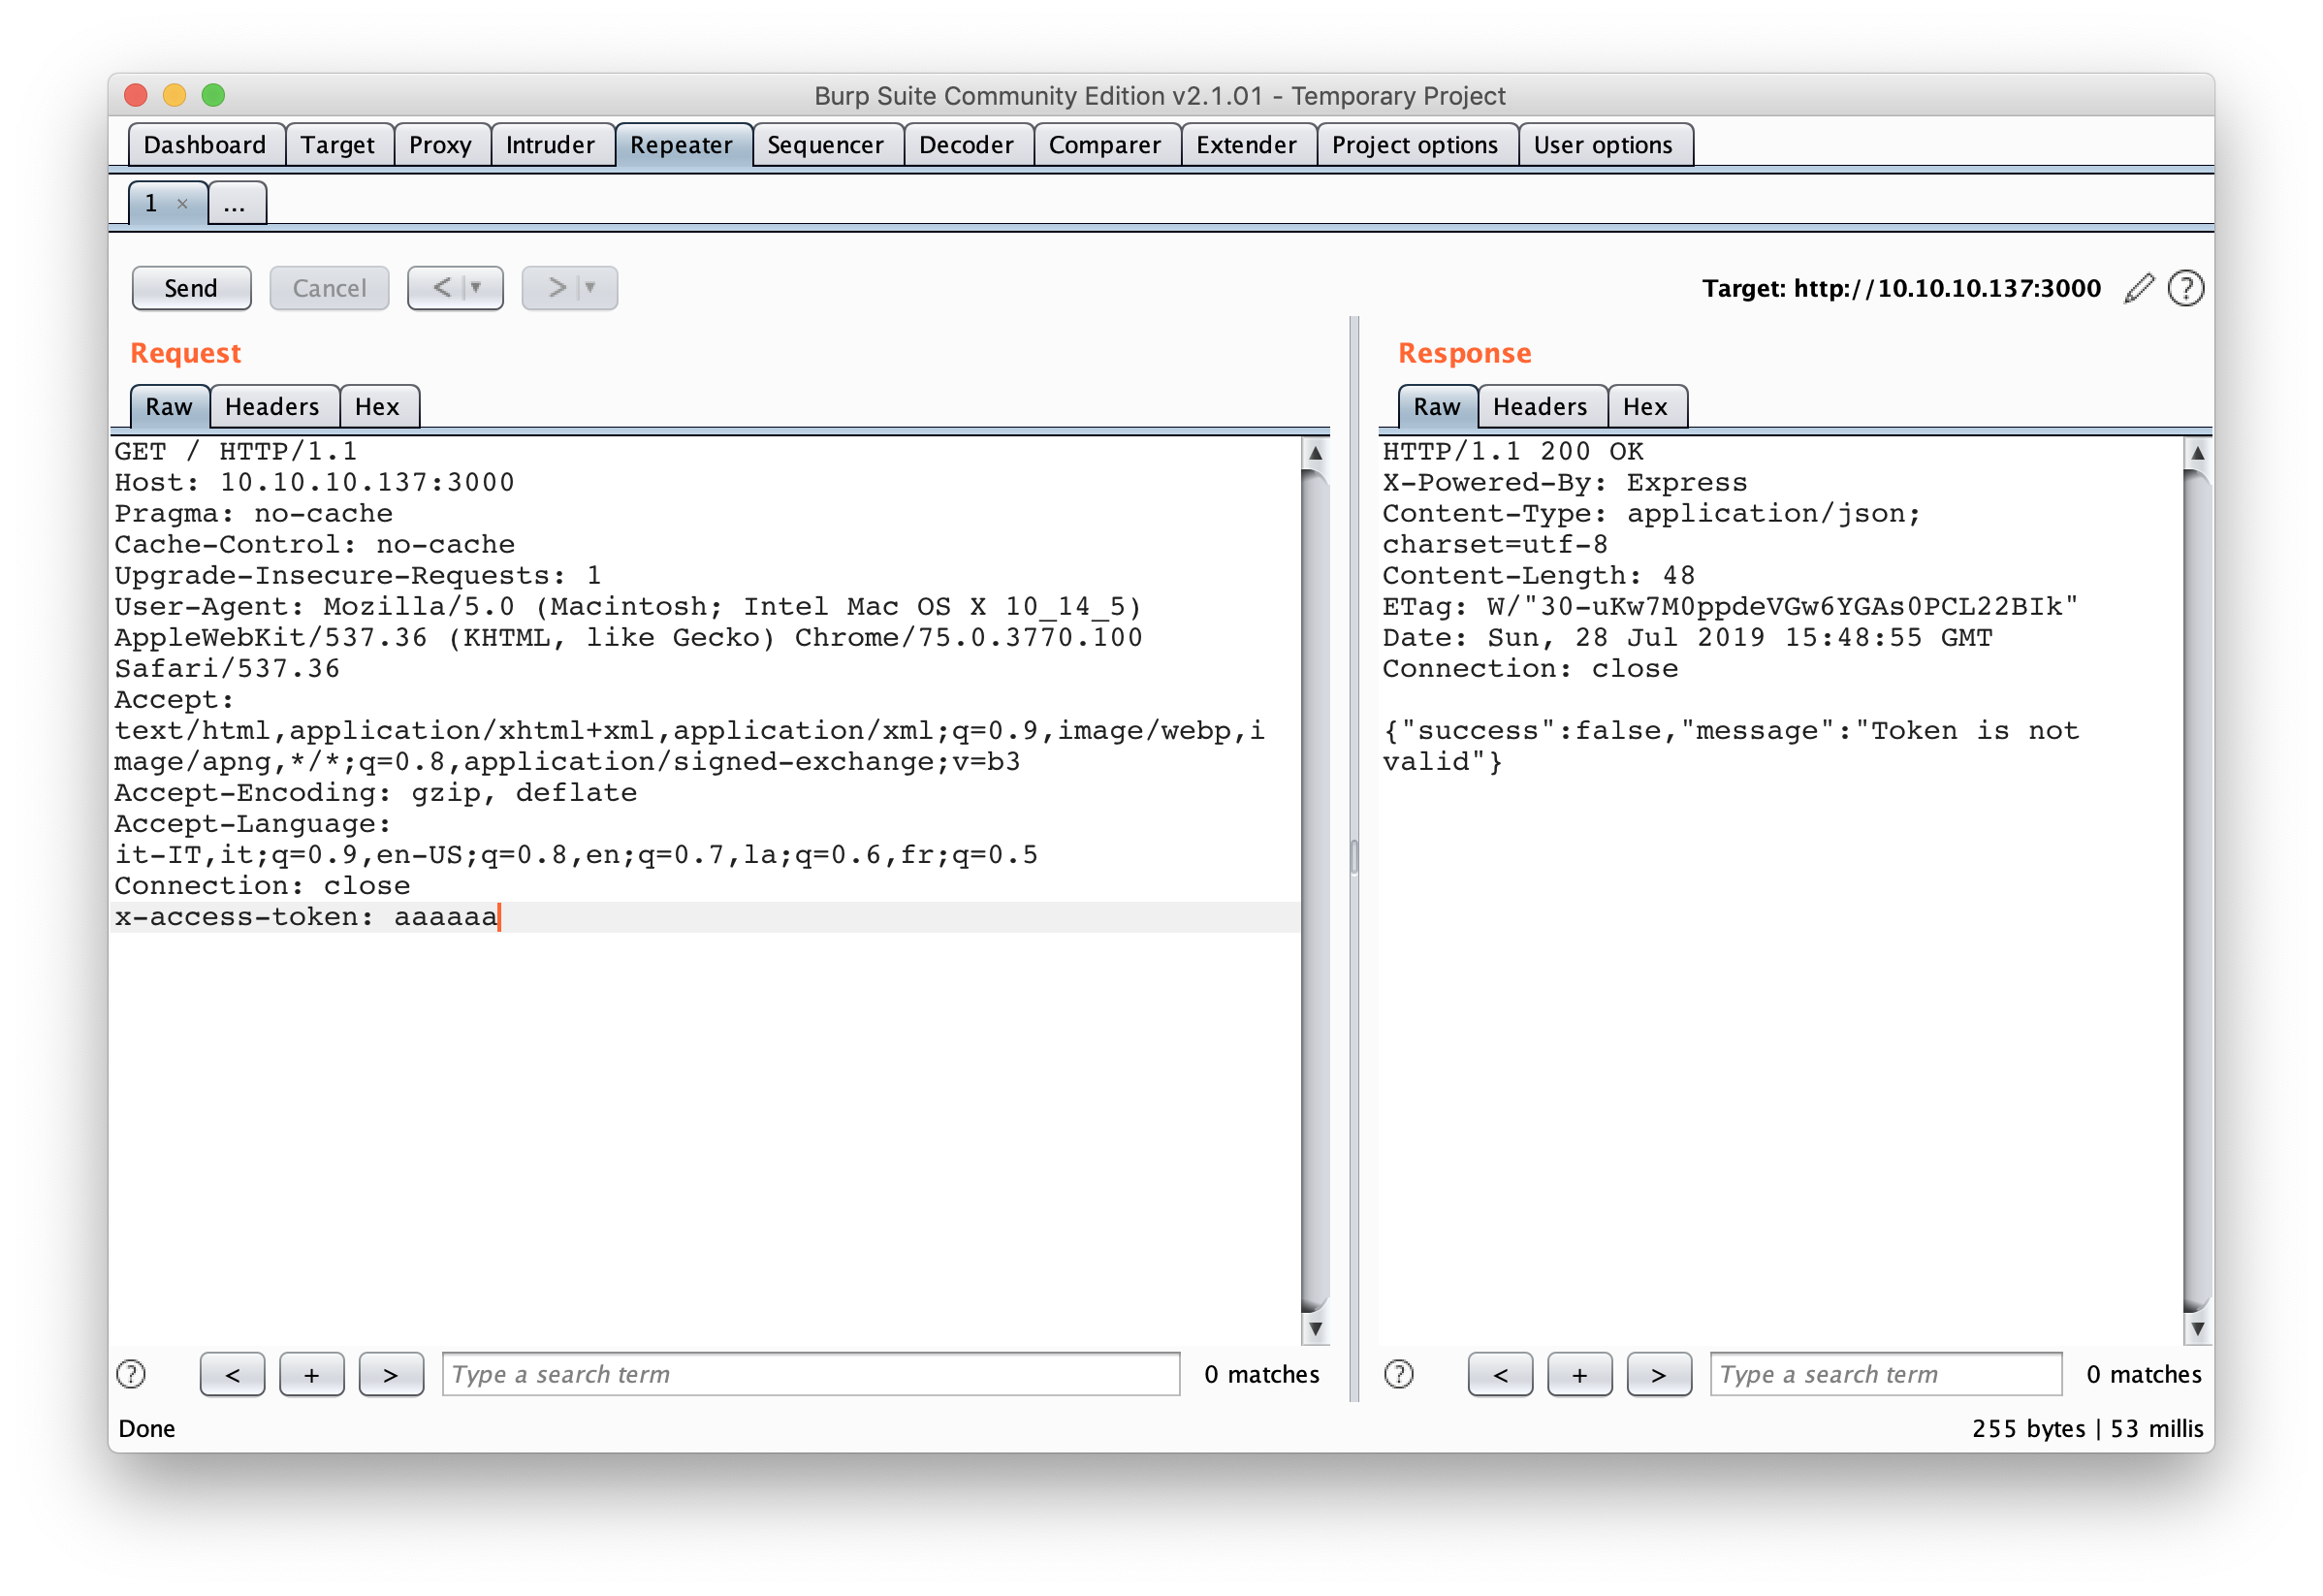 Burp Suite Community Edition v2.1.01 - Temporary Project
Dashboard Target Proxy Intruder Repeater Sequencer Decoder Comparer Extender Project options User options
1 × ...
Send Cancel < ▼ > ▼ Target: http://10.10.10.137:3000 ?
Request
Raw Headers Hex
GET / HTTP/1.1
Host: 10.10.10.137:3000
Pragma: no-cache
Cache-Control: no-cache
Upgrade-Insecure-Requests: 1
User-Agent: Mozilla/5.0 (Macintosh; Intel Mac OS X 10_14_5)
AppleWebKit/537.36 (KHTML, like Gecko) Chrome/75.0.3770.100
Safari/537.36
Accept:
text/html,application/xhtml+xml,application/xml;q=0.9,image/webp,i
mage/apng,*/*;q=0.8,application/signed-exchange;v=b3
Accept-Encoding: gzip, deflate
Accept-Language:
it-IT,it;q=0.9,en-US;q=0.8,en;q=0.7,la;q=0.6,fr;q=0.5
Connection: close
x-access-token: aaaaaa
? < + > Type a search term 0 matches
Response
Raw Headers Hex
HTTP/1.1 200 OK
X-Powered-By: Express
Content-Type: application/json;
charset=utf-8
Content-Length: 48
ETag: W/"30-uKw7M0ppdeVGw6YGAs0PCL22BIk"
Date: Sun, 28 Jul 2019 15:48:55 GMT
Connection: close
{"success":false,"message":"Token is not
valid"}
? < + > Type a search term 0 matches
Done 255 bytes | 53 millis